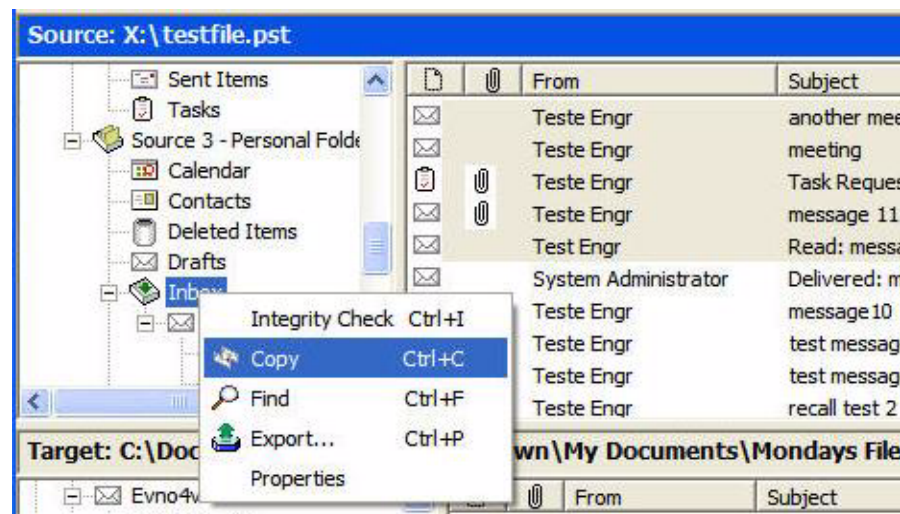 Source: X:\testfile.pst
Sent Items
Tasks
Source 3 - Personal Folde
Calendar
Contacts
Deleted Items
Drafts
Inbox
From Subject
Teste Engr another mee
Teste Engr meeting
Teste Engr Task Reques
Teste Engr message 11
Test Engr Read: messa
System Administrator Delivered: m
Teste Engr message10
Teste Engr test messag
Teste Engr test messag
Teste Engr recall test 2
Integrity Check Ctrl+I
Copy Ctrl+C
Find Ctrl+F
Export... Ctrl+P
Properties
Target: C:\Doc wn\My Documents\Mondays File
Evno4v
From Subject